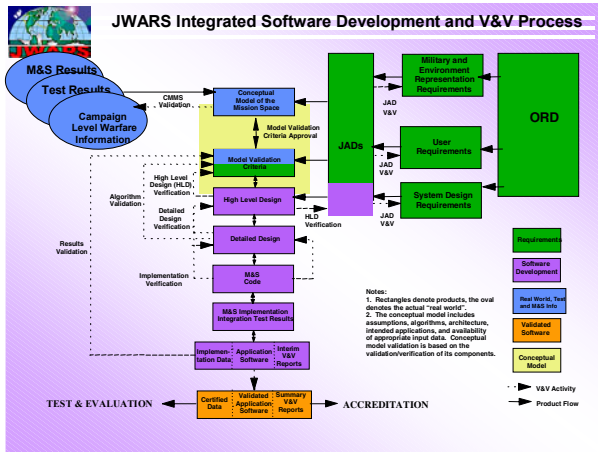 JWARS Integrated Software Development and V&V Process
JWARS
M&S Results
Test Results
Campaign
Level Warfare
Information
CMMS
Validation
Conceptual
Model of the
Mission Space
Model Validation
Criteria Approval
Model Validation
Criteria
High Level
Design (HLD)
Verification
Algorithm
Validation
High Level Design
HLD
Verification
Detailed
Design
Verification
Detailed Design
Results
Validation
Implementation
Verification
M&S
Code
M&S Implementation
Integration Test Results
Implemen-
tation Data
Application
Software
Interim
V&V
Reports
TEST & EVALUATION
Certified
Data
Validated
Application
Software
Summary
V&V
Reports
ACCREDITATION
JADs
Military and
Environment
Representation
Requirements
JAD
V&V
User
Requirements
JAD
V&V
System Design
Requirements
JAD
V&V
ORD
Notes:
1. Rectangles denote products, the oval
denotes the actual "real world".
2. The conceptual model includes
assumptions, algorithms, architecture,
intended applications, and availability
of appropriate input data. Conceptual
model validation is based on the
validation/verification of its components.
Requirements
Software
Development
Real World, Test
and M&S Info
Validated
Software
Conceptual
Model
V&V Activity
Product Flow